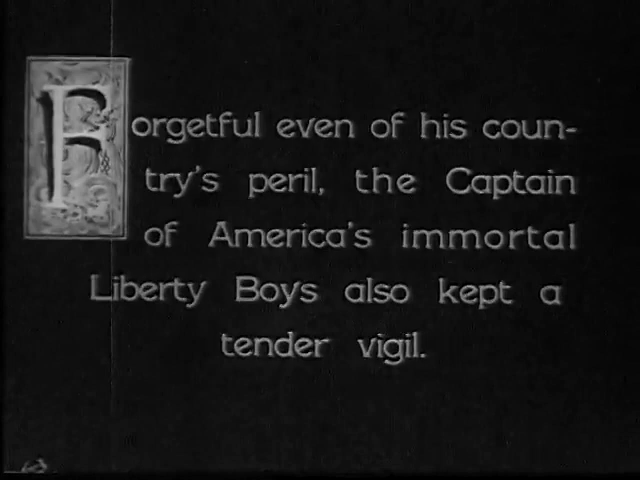 Forgetful even of his coun-
try's peril, the Captain
of America's immortal
Liberty Boys also kept a
tender vigil.